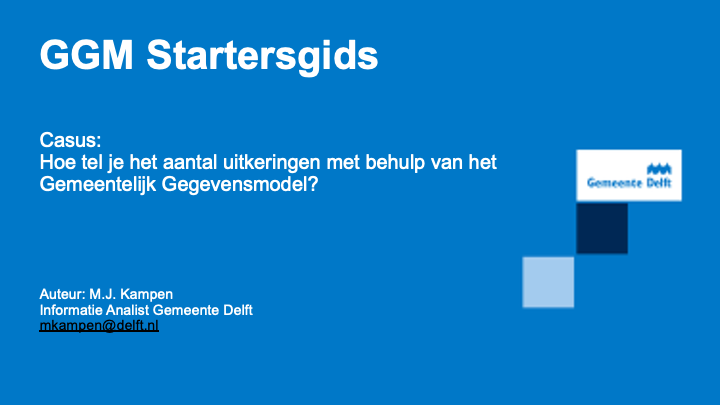 GGM Startersgids
Casus:
Hoe tel je het aantal uitkeringen met behulp van het
Gemeentelijk Gegevensmodel?
Gemeente Delft
Auteur: M.J. Kampen
Informatie Analist Gemeente Delft
mkampen@delft.nl